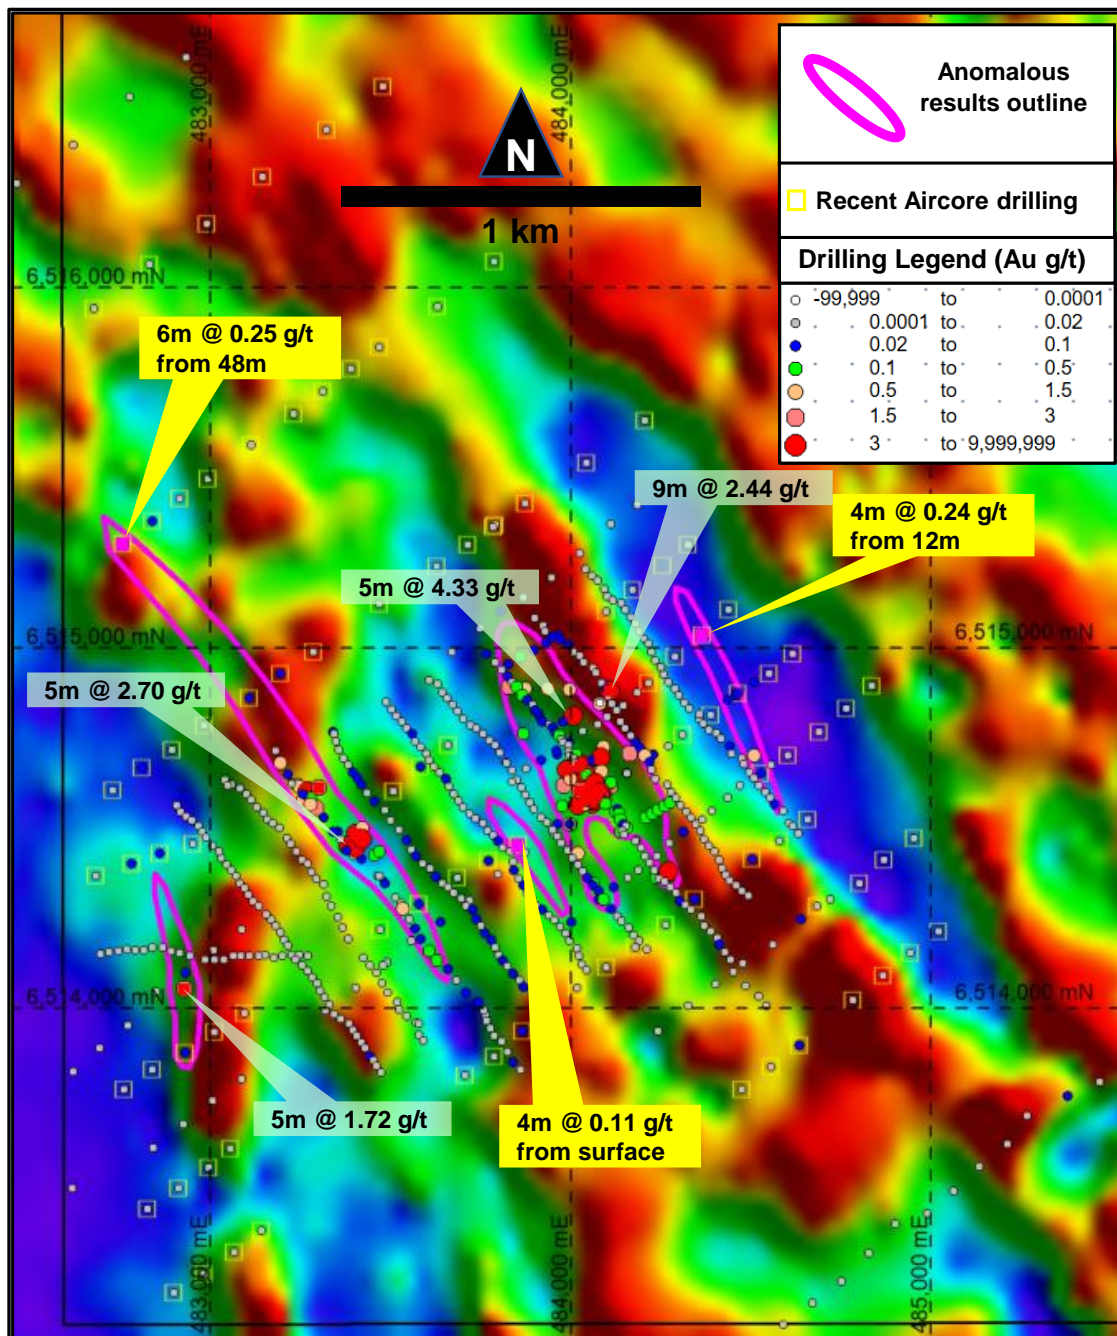 483,000 mE
484,000 mE
Anomalous
results outline
N
1 km
Recent Aircore drilling
Drilling Legend (Au g/t)
-99,999 to 0.0001
0.0001 to 0.02
0.02 to 0.1
0.1 to 0.5
0.5 to 1.5
1.5 to 3
3 to 9,999,999
6,516,000 mN
6m @ 0.25 g/t
from 48m
9m @ 2.44 g/t
4m @ 0.24 g/t
from 12m
5m @ 4.33 g/t
6,515,000 mN
6,515,000 mN
5m @ 2.70 g/t
6,514,000 mN
6,514,000 mN
5m @ 1.72 g/t
4m @ 0.11 g/t
from surface
483,000 mE
484,000 mE
485,000 mE